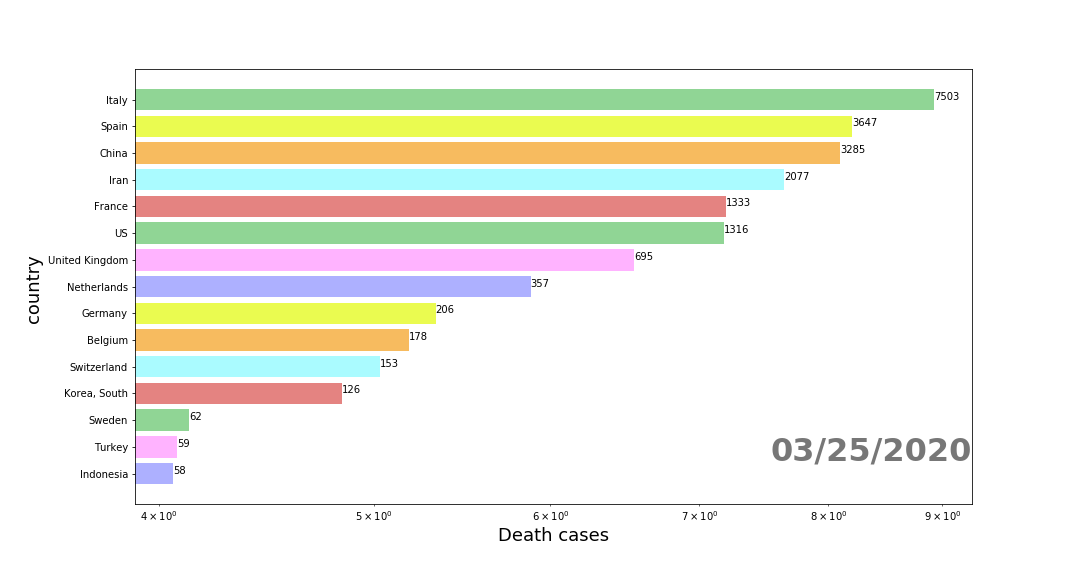 Italy 7503
Spain 3647
China 3285
Iran 2077
France 1333
US 1316
United Kingdom 695
country
Netherlands 357
Germany 206
Belgium 178
Switzerland 153
Korea, South 126
Sweden 62
Turkey 59
03/25/2020
Indonesia 58
4 × 10⁰ 5 × 10⁰ 6 × 10⁰ 7 × 10⁰ 8 × 10⁰ 9 × 10⁰
Death cases